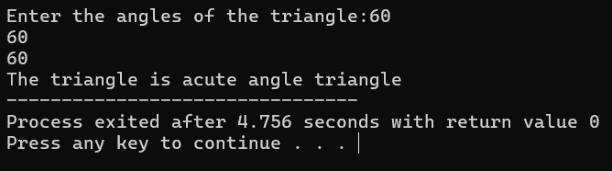 Enter the angles of the triangle:60
60
60
The triangle is acute angle triangle
--------------------------------
Process exited after 4.756 seconds with return value 0
Press any key to continue . . .